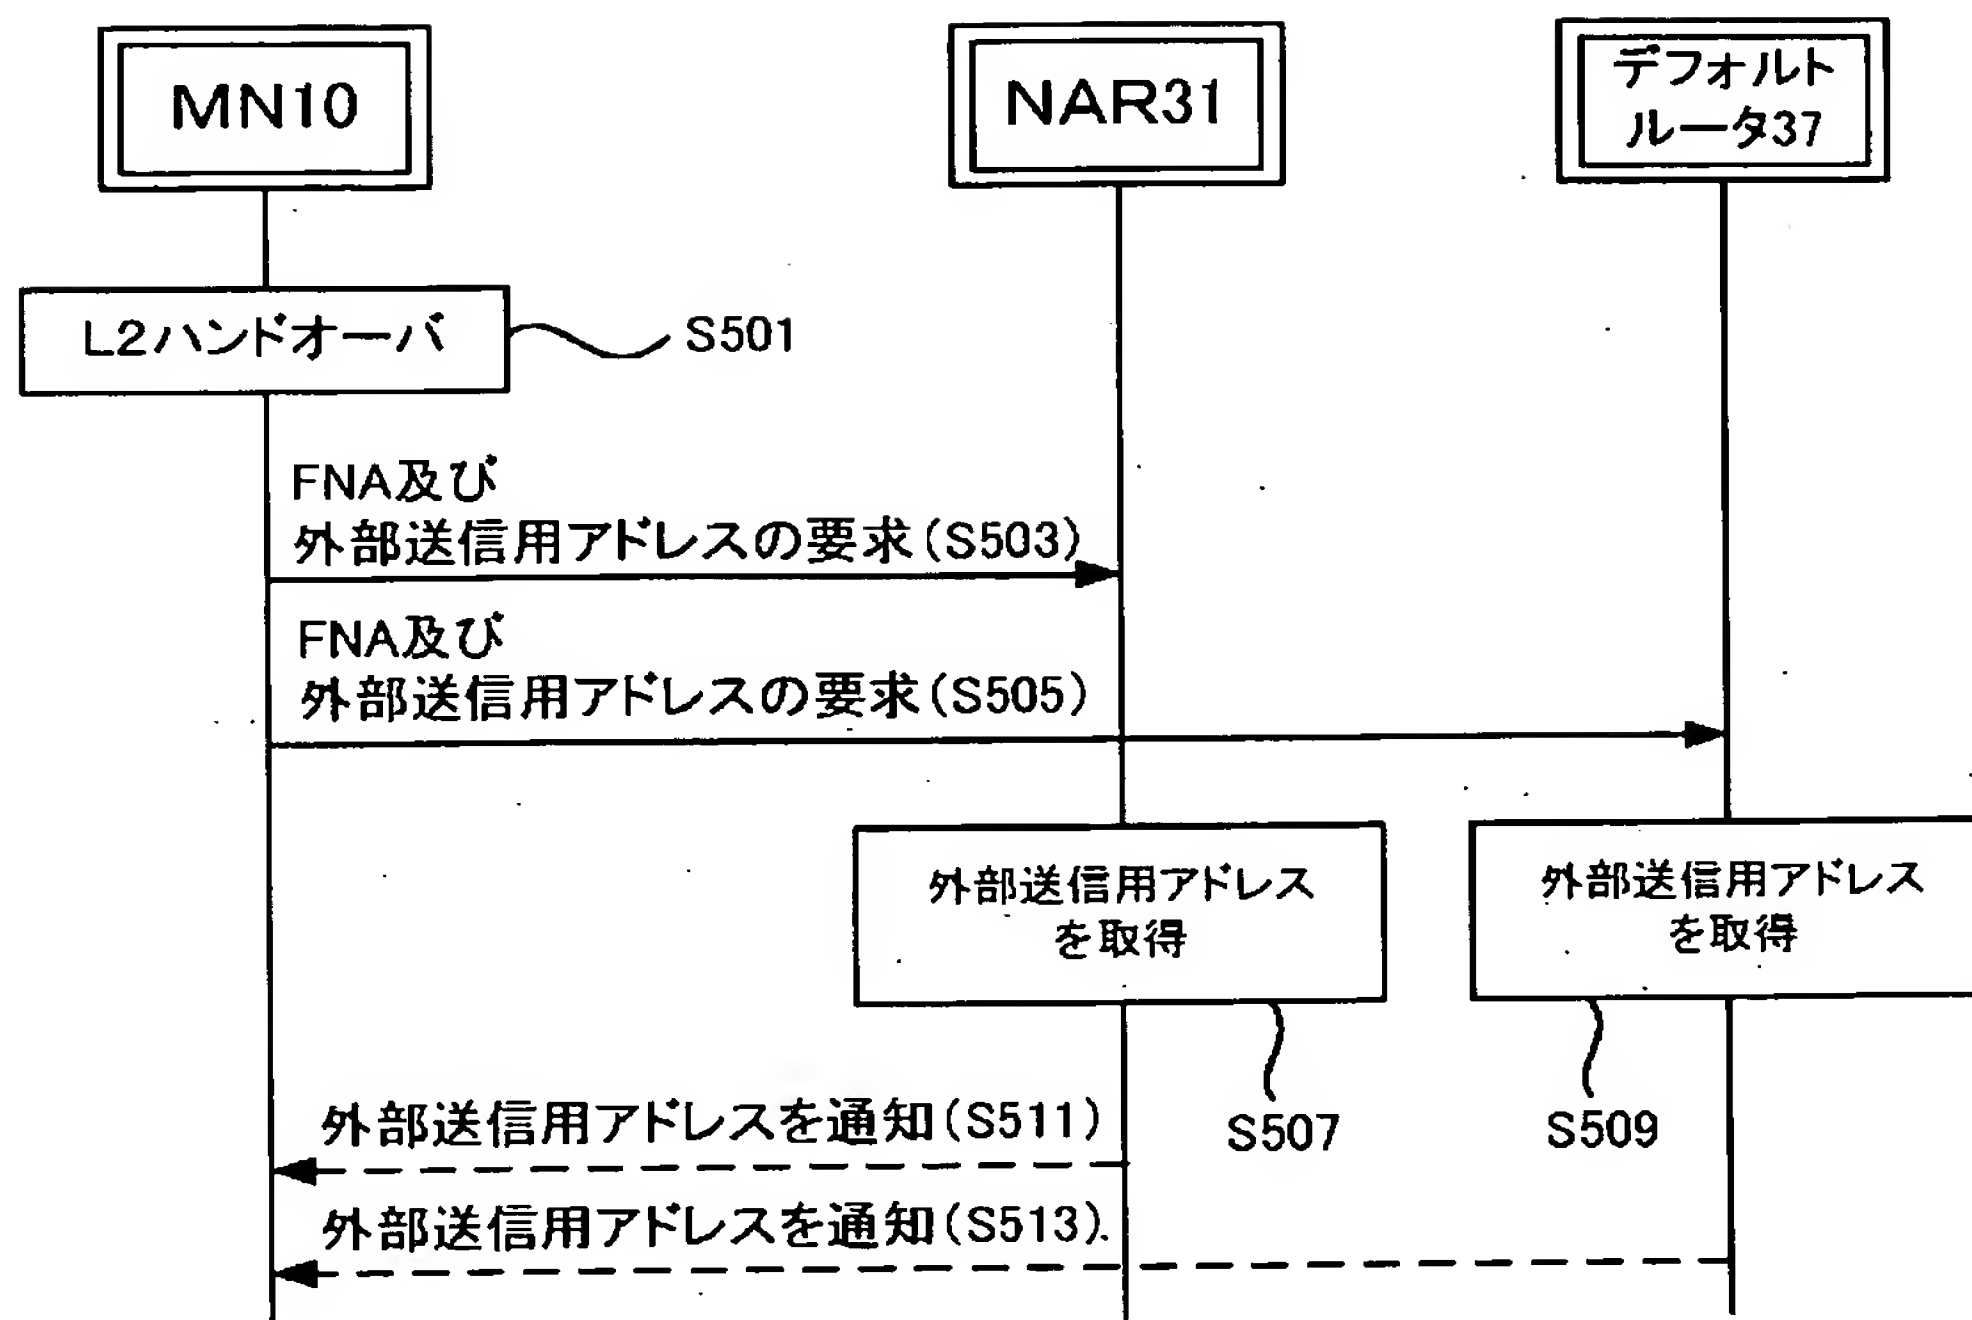 MN10
NAR31
デフォルト
ルータ37
L2ハンドオーバ
S501
FNA及び
外部送信用アドレスの要求(S503)
FNA及び
外部送信用アドレスの要求(S505)
外部送信用アドレス
を取得
外部送信用アドレス
を取得
S507
S509
外部送信用アドレスを通知(S511)
外部送信用アドレスを通知(S513)